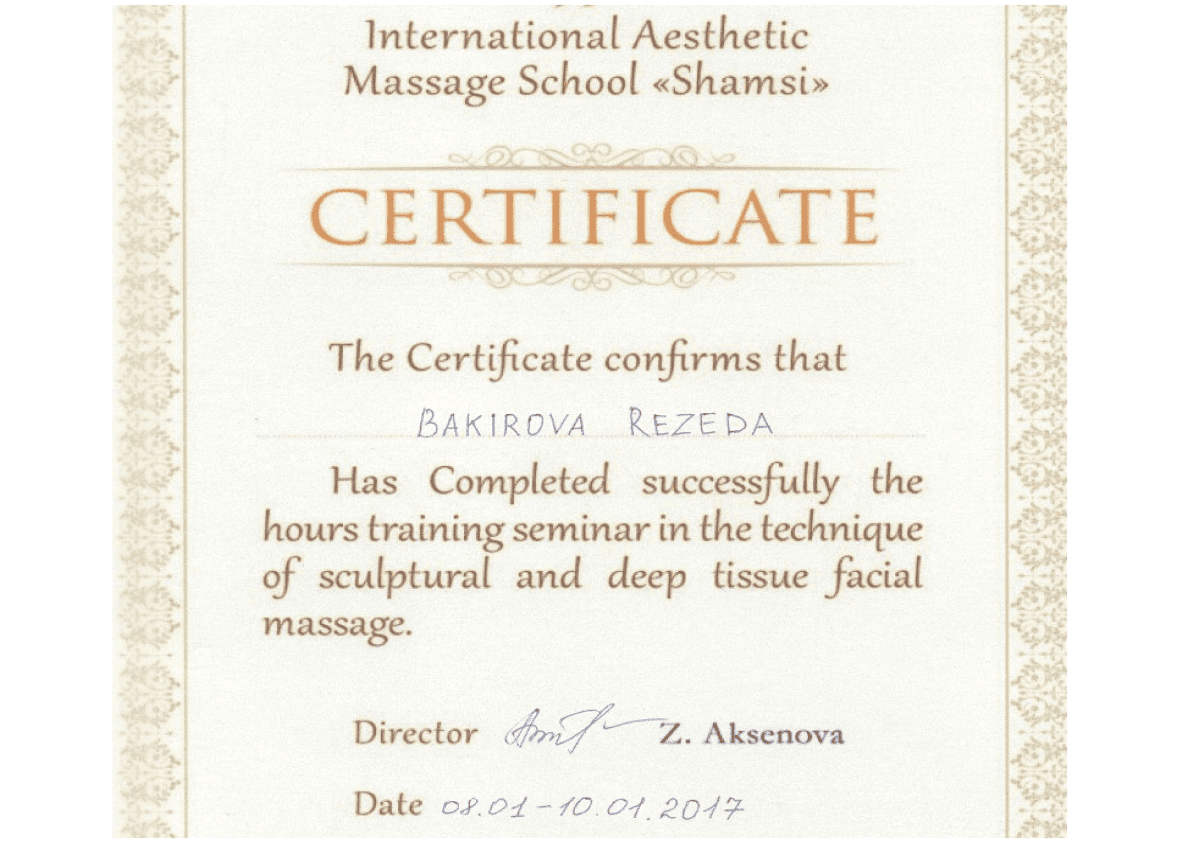 International Aesthetic
Massage School «Shamsi»
CERTIFICATE
The Certificate confirms that
BAKIROVA REZEDA
Has Completed successfully the
hours training seminar in the technique
of sculptural and deep tissue facial
massage.
Director Z. Aksenova
Date 08.01-10.01.2017